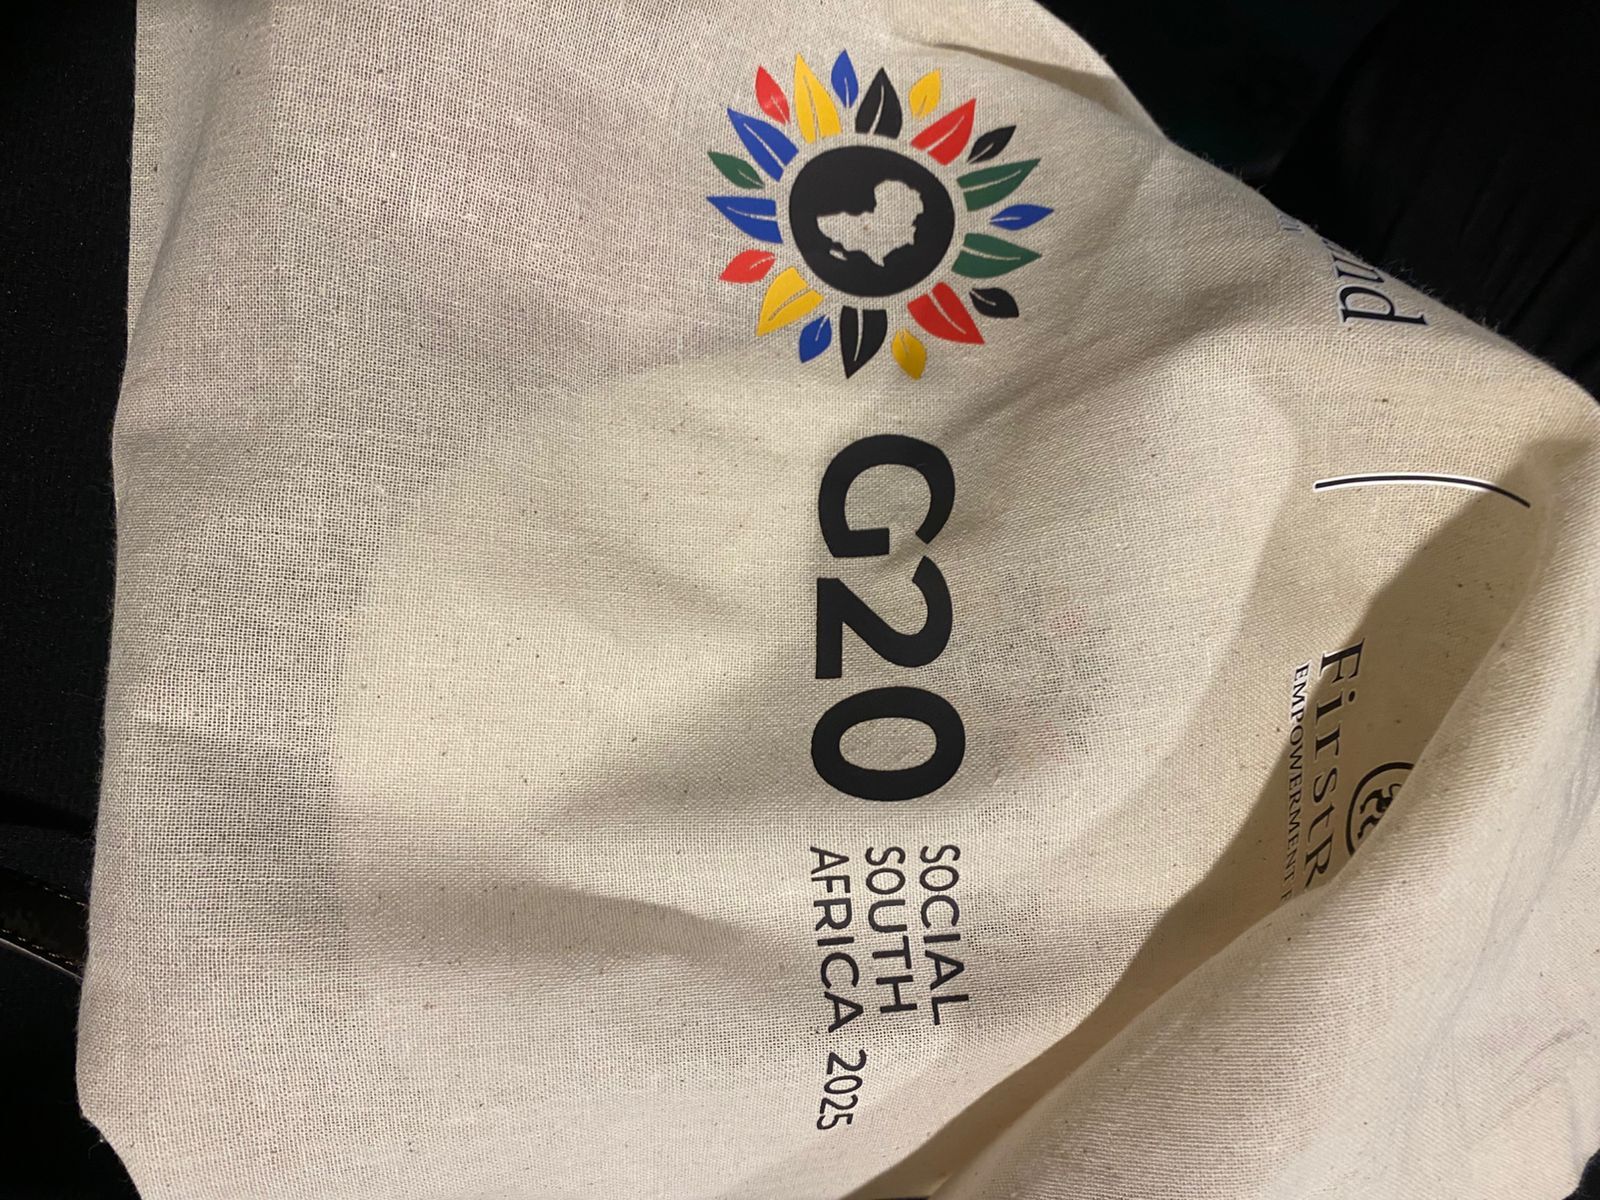 G20
SOCIAL
SOUTH
AFRICA 2025
EMPOWERMENT